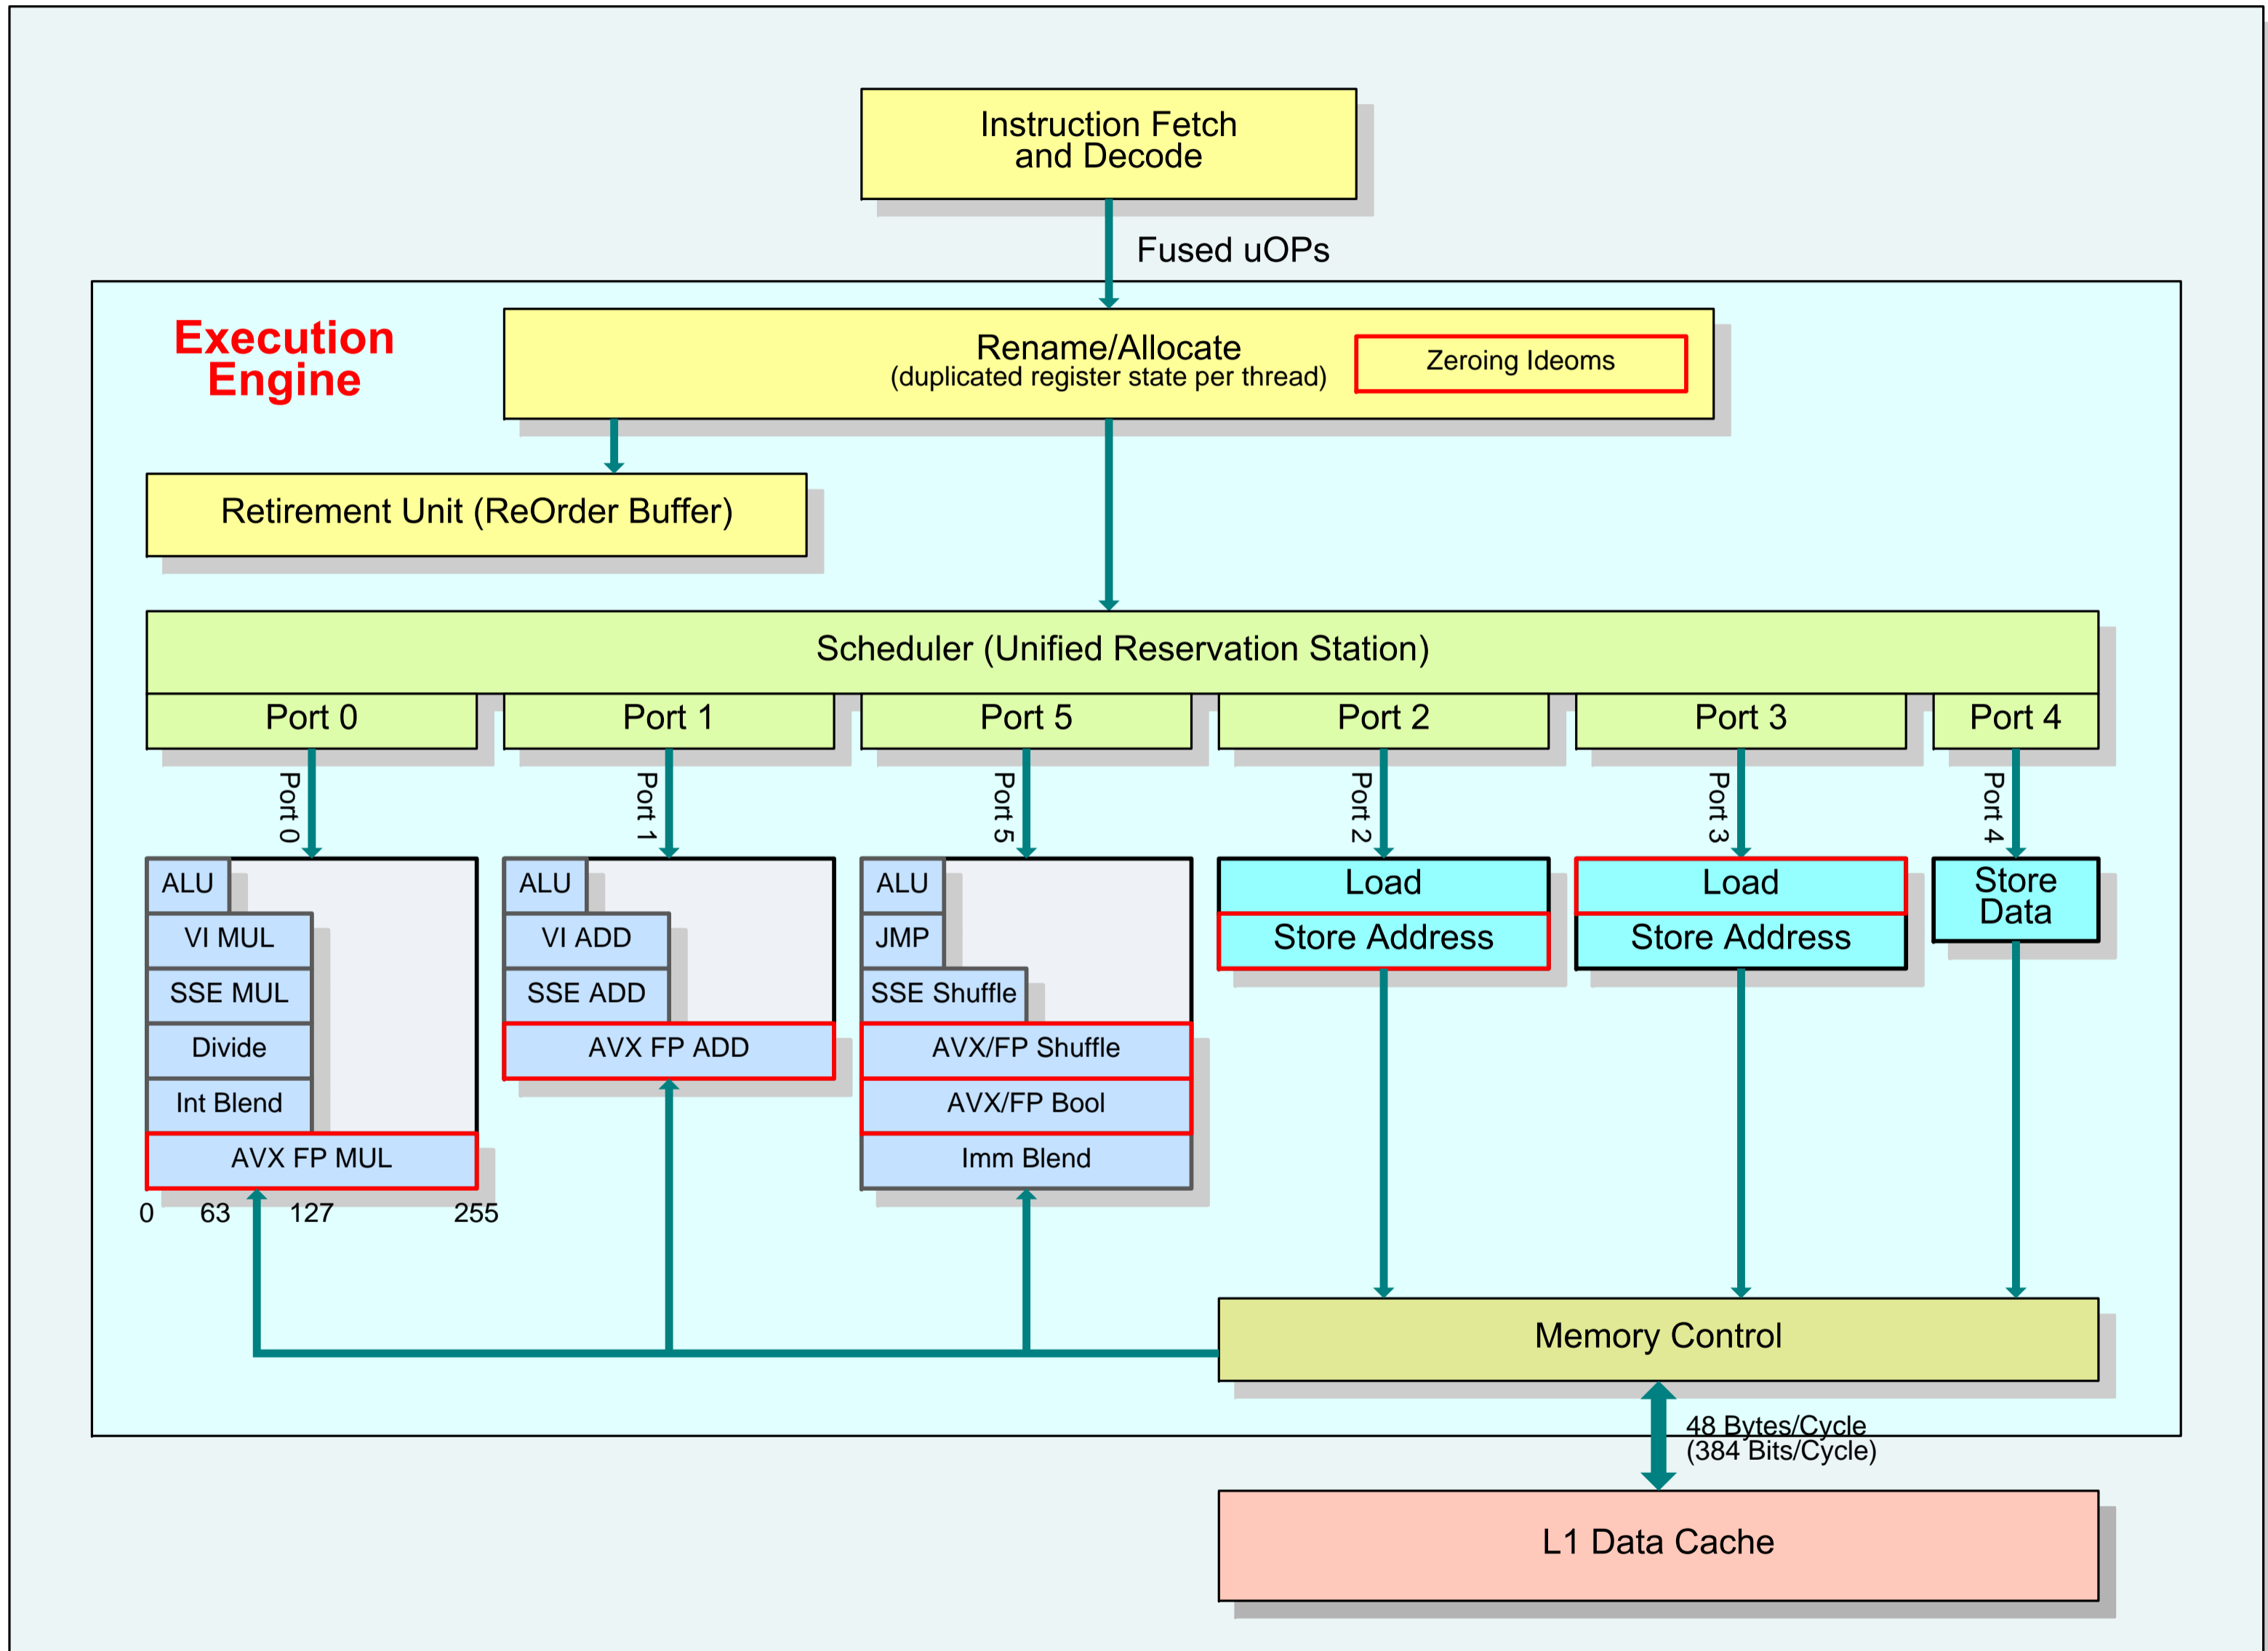 Instruction Fetch
and Decode
Fused uOPs
Execution
Engine
Rename/Allocate
(duplicated register state per thread)
Zeroing Ideoms
Retirement Unit (ReOrder Buffer)
Scheduler (Unified Reservation Station)
Port 0
Port 1
Port 5
Port 2
Port 3
Port 4
Port 0
Port 1
Port 5
Port 2
Port 3
Port 4
ALU
VI MUL
SSE MUL
Divide
Int Blend
AVX FP MUL
0
63
127
255
ALU
VI ADD
SSE ADD
AVX FP ADD
ALU
JMP
SSE Shuffle
AVX/FP Shuffle
AVX/FP Bool
Imm Blend
Load
Store Address
Load
Store Address
Store
Data
Memory Control
48 Bytes/Cycle
(384 Bits/Cycle)
L1 Data Cache